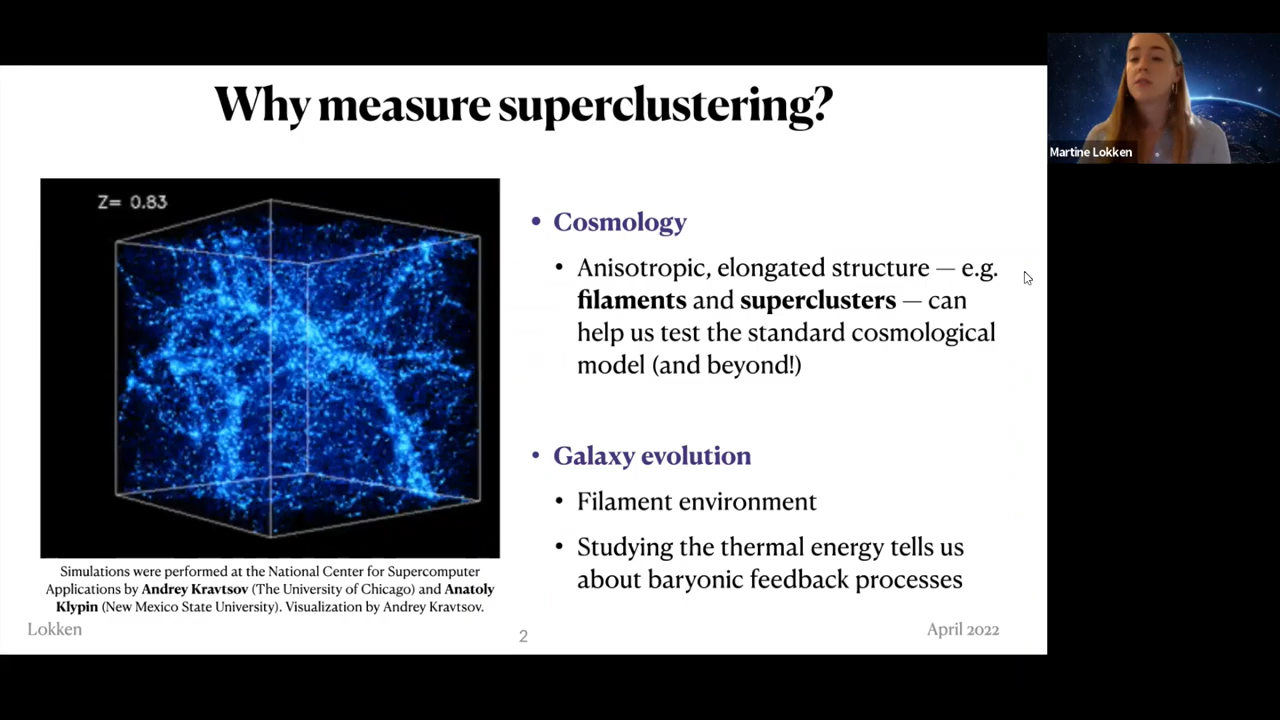 Why measure superclustering?
Z= 0.83
• Cosmology
• Anisotropic, elongated structure — e.g.
filaments and superclusters — can
help us test the standard cosmological
model (and beyond!)
• Galaxy evolution
• Filament environment
• Studying the thermal energy tells us
about baryonic feedback processes
Simulations were performed at the National Center for Supercomputer
Applications by Andrey Kravtsov (The University of Chicago) and Anatoly
Klypin (New Mexico State University). Visualization by Andrey Kravtsov.
Lokken
2
April 2022
Martine Lokken